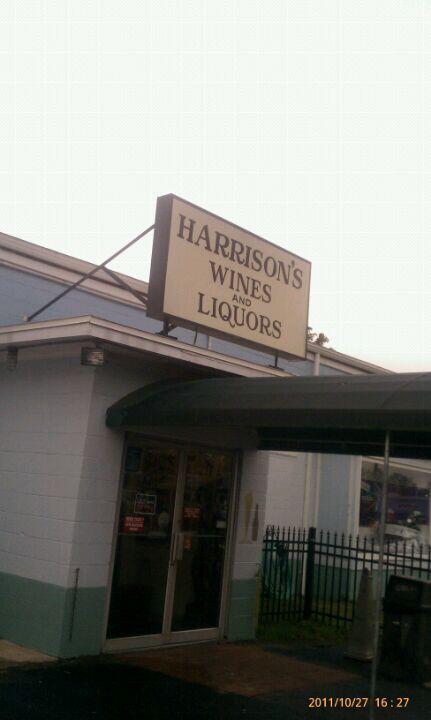 HARRISON'S
WINES
AND
LIQUORS
2011/10/27 16:27